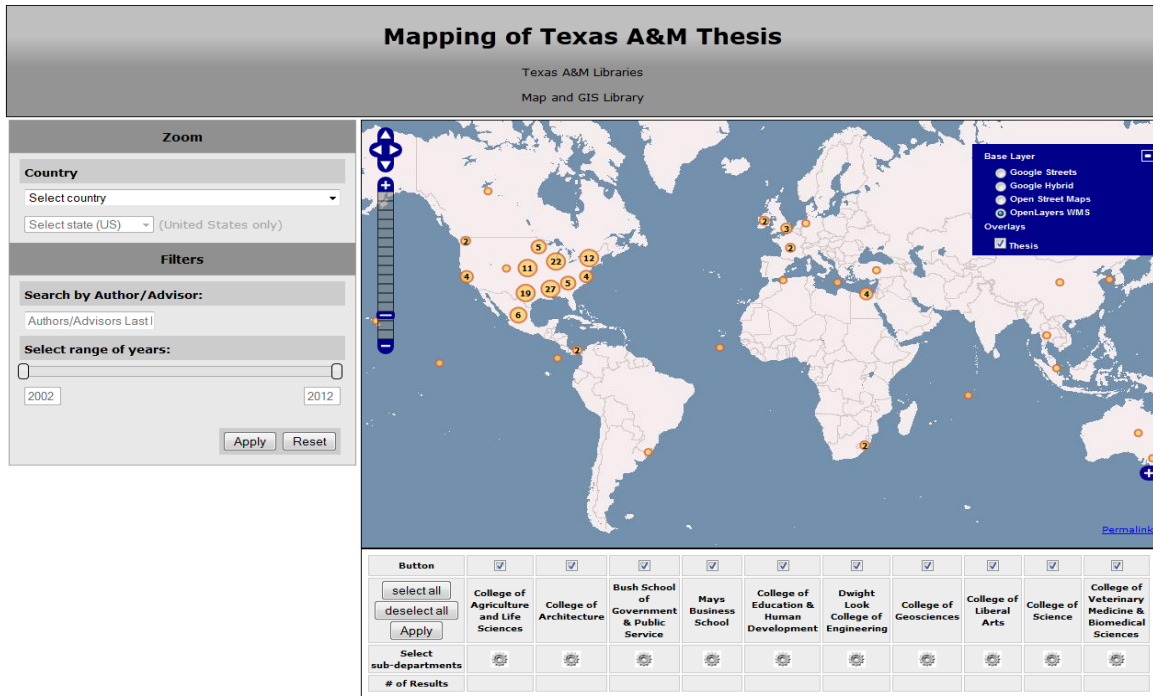 Mapping of Texas A&M Thesis
Texas A&M Libraries
Map and GIS Library
Zoom
Country
Select country
Select state (US)
(United States only)
Filters
Search by Author/Advisor:
Authors/Advisors Last l
Select range of years:
2002
2012
Apply
Reset
Base Layer
Google Streets
Google Hybrid
Open Street Maps
OpenLayers WMS
Overlays
Thesis
2
5
22
12
11
4
4
19
27
5
6
2
2
3
2
4
2
Permalink
Button
select all
deselect all
Apply
College of
Agriculture
and Life
Sciences
College of
Architecture
Bush School
of
Government
& Public
Service
Mays
Business
School
College of
Education &
Human
Development
Dwight
Look
College of
Engineering
College of
Geosciences
College of
Liberal
Arts
College of
Science
College of
Veterinary
Medicine &
Biomedical
Sciences
Select
sub-departments
# of Results